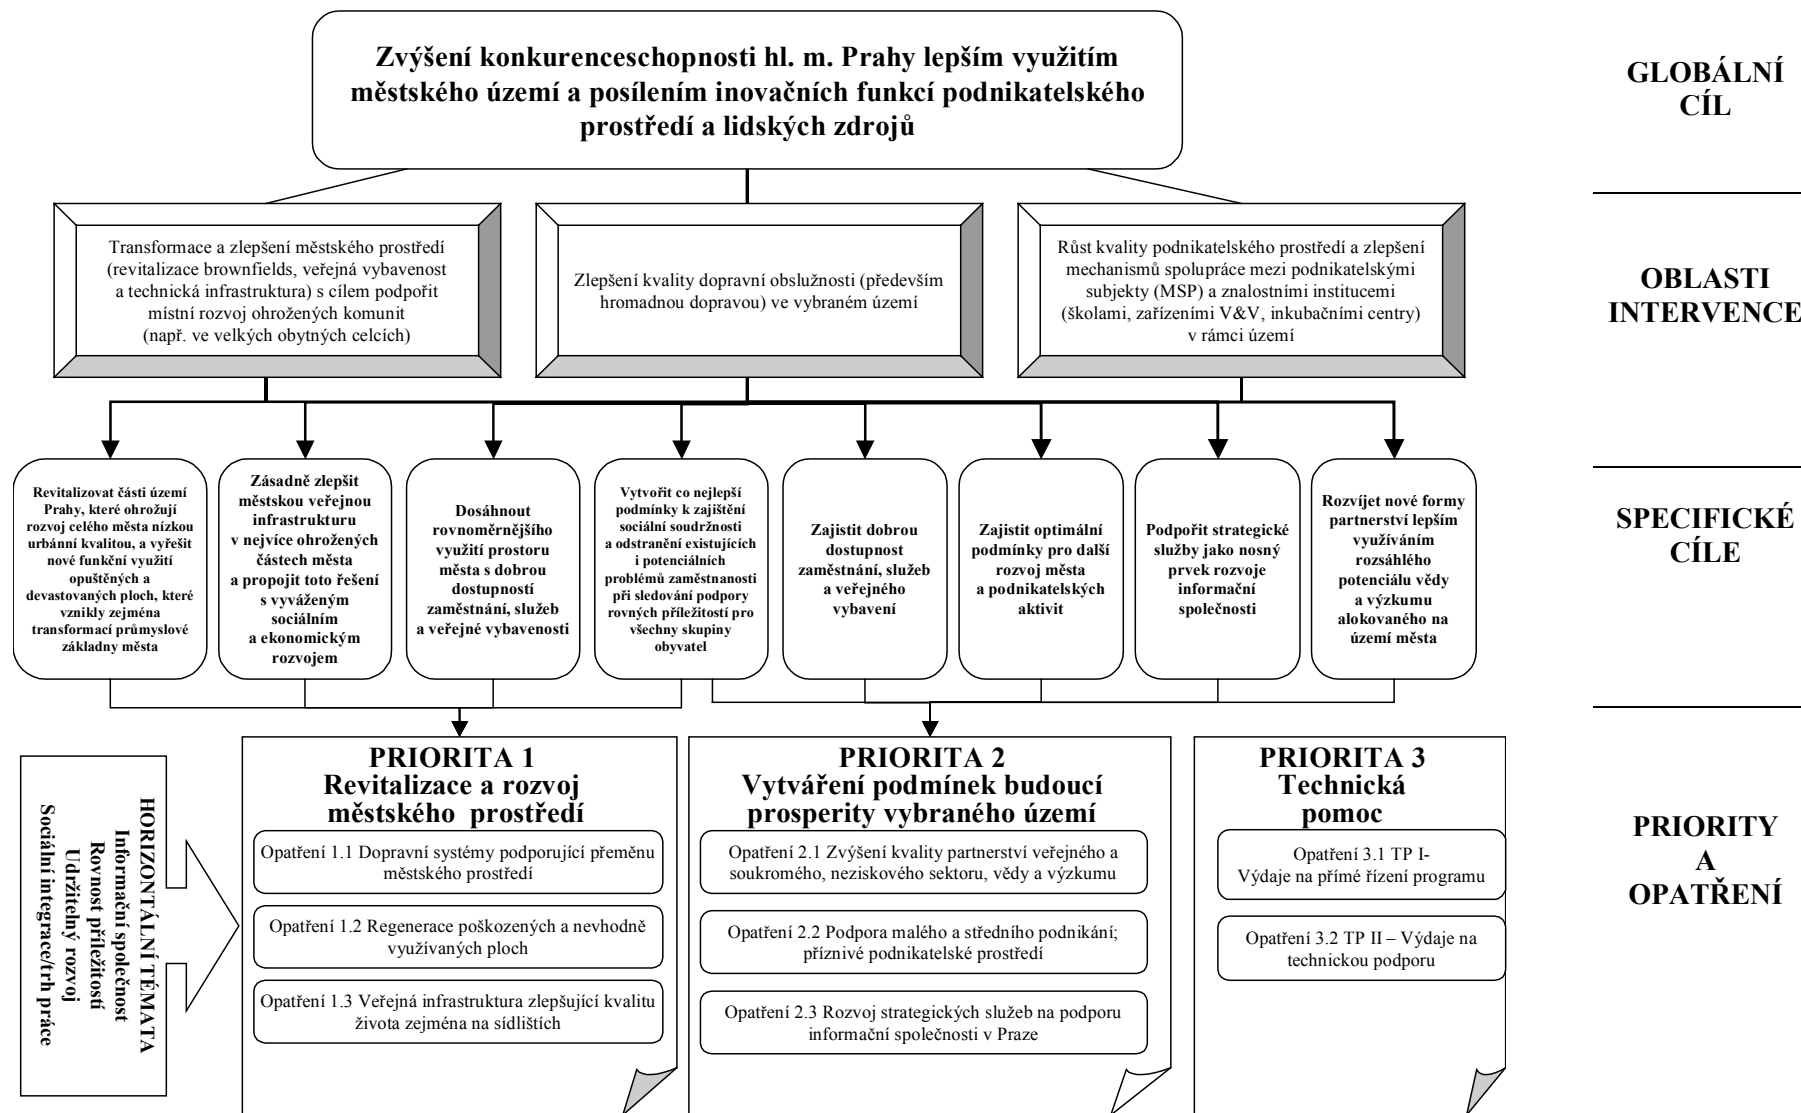 Zvýšení konkurenceschopnosti hl. m. Prahy lepším využitím
městského území a posílením inovačních funkcí podnikatelského
prostředí a lidských zdrojů
GLOBÁLNÍ
CÍL
Transformace a zlepšení městského prostředí
(revitalizace brownfields, veřejná vybavenost
a technická infrastruktura) s cílem podpořit
místní rozvoj ohrožených komunit
(např. ve velkých obytných celcích)
Zlepšení kvality dopravní obslužnosti (především
hromadnou dopravou) ve vybraném území
Růst kvality podnikatelského prostředí a zlepšení
mechanismů spolupráce mezi podnikatelskými
subjekty (MSP) a znalostními institucemi
(školami, zařízeními V&V, inkubačními centry)
v rámci území
OBLASTI
INTERVENCE
Revitalizovat části území
Prahy, které ohrožují
rozvoj celého města nízkou
urbánní kvalitou, a vyřešit
nové funkční využití
opuštěných a
devastovaných ploch, které
vznikly zejména
transformací průmyslové
základny města
Zásadně zlepšit
městskou veřejnou
infrastrukturu
v nejvíce ohrožených
částech města
a propojit toto řešení
s vyváženým
sociálním
a ekonomickým
rozvojem
Dosáhnout
rovnoměrnějšího
využití prostoru
města s dobrou
dostupností
zaměstnání, služeb
a veřejné vybavenosti
Vytvořit co nejlepší
podmínky k zajištění
sociální soudržnosti
a odstranění existujících
i potenciálních
problémů zaměstnanosti
při sledování podpory
rovných příležitostí pro
všechny skupiny
obyvatel
Zajistit dobrou
dostupnost
zaměstnání, služeb
a veřejného
vybavení
Zajistit optimální
podmínky pro další
rozvoj města
a podnikatelských
aktivit
Podpořit strategické
služby jako nosný
prvek rozvoje
informační
společnosti
Rozvíjet nové formy
partnerství lepším
využíváním
rozsáhlého
potenciálu vědy
a výzkumu
alokovaného na
území města
SPECIFICKÉ
CÍLE
HORIZONTÁLNÍ TÉMATA
Informační společnost
Rovnost příležitostí
Udržitelný rozvoj
Sociální integrace/trh práce
PRIORITA 1
Revitalizace a rozvoj
městského prostředí
Opatření 1.1 Dopravní systémy podporující přeměnu
městského prostředí
Opatření 1.2 Regenerace poškozených a nevhodně
využívaných ploch
Opatření 1.3 Veřejná infrastruktura zlepšující kvalitu
života zejména na sídlištích
PRIORITA 2
Vytváření podmínek budoucí
prosperity vybraného území
Opatření 2.1 Zvýšení kvality partnerství veřejného a
soukromého, neziskového sektoru, vědy a výzkumu
Opatření 2.2 Podpora malého a středního podnikání;
příznivé podnikatelské prostředí
Opatření 2.3 Rozvoj strategických služeb na podporu
informační společnosti v Praze
PRIORITA 3
Technická
pomoc
Opatření 3.1 TP I-
Výdaje na přímé řízení programu
Opatření 3.2 TP II – Výdaje na
technickou podporu
PRIORITY
A
OPATŘENÍ